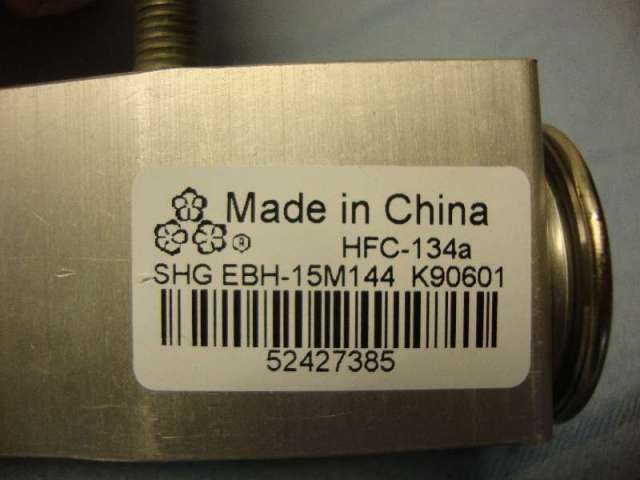 Made in China
® HFC-134a
SHG EBH-15M144 K90601
52427385